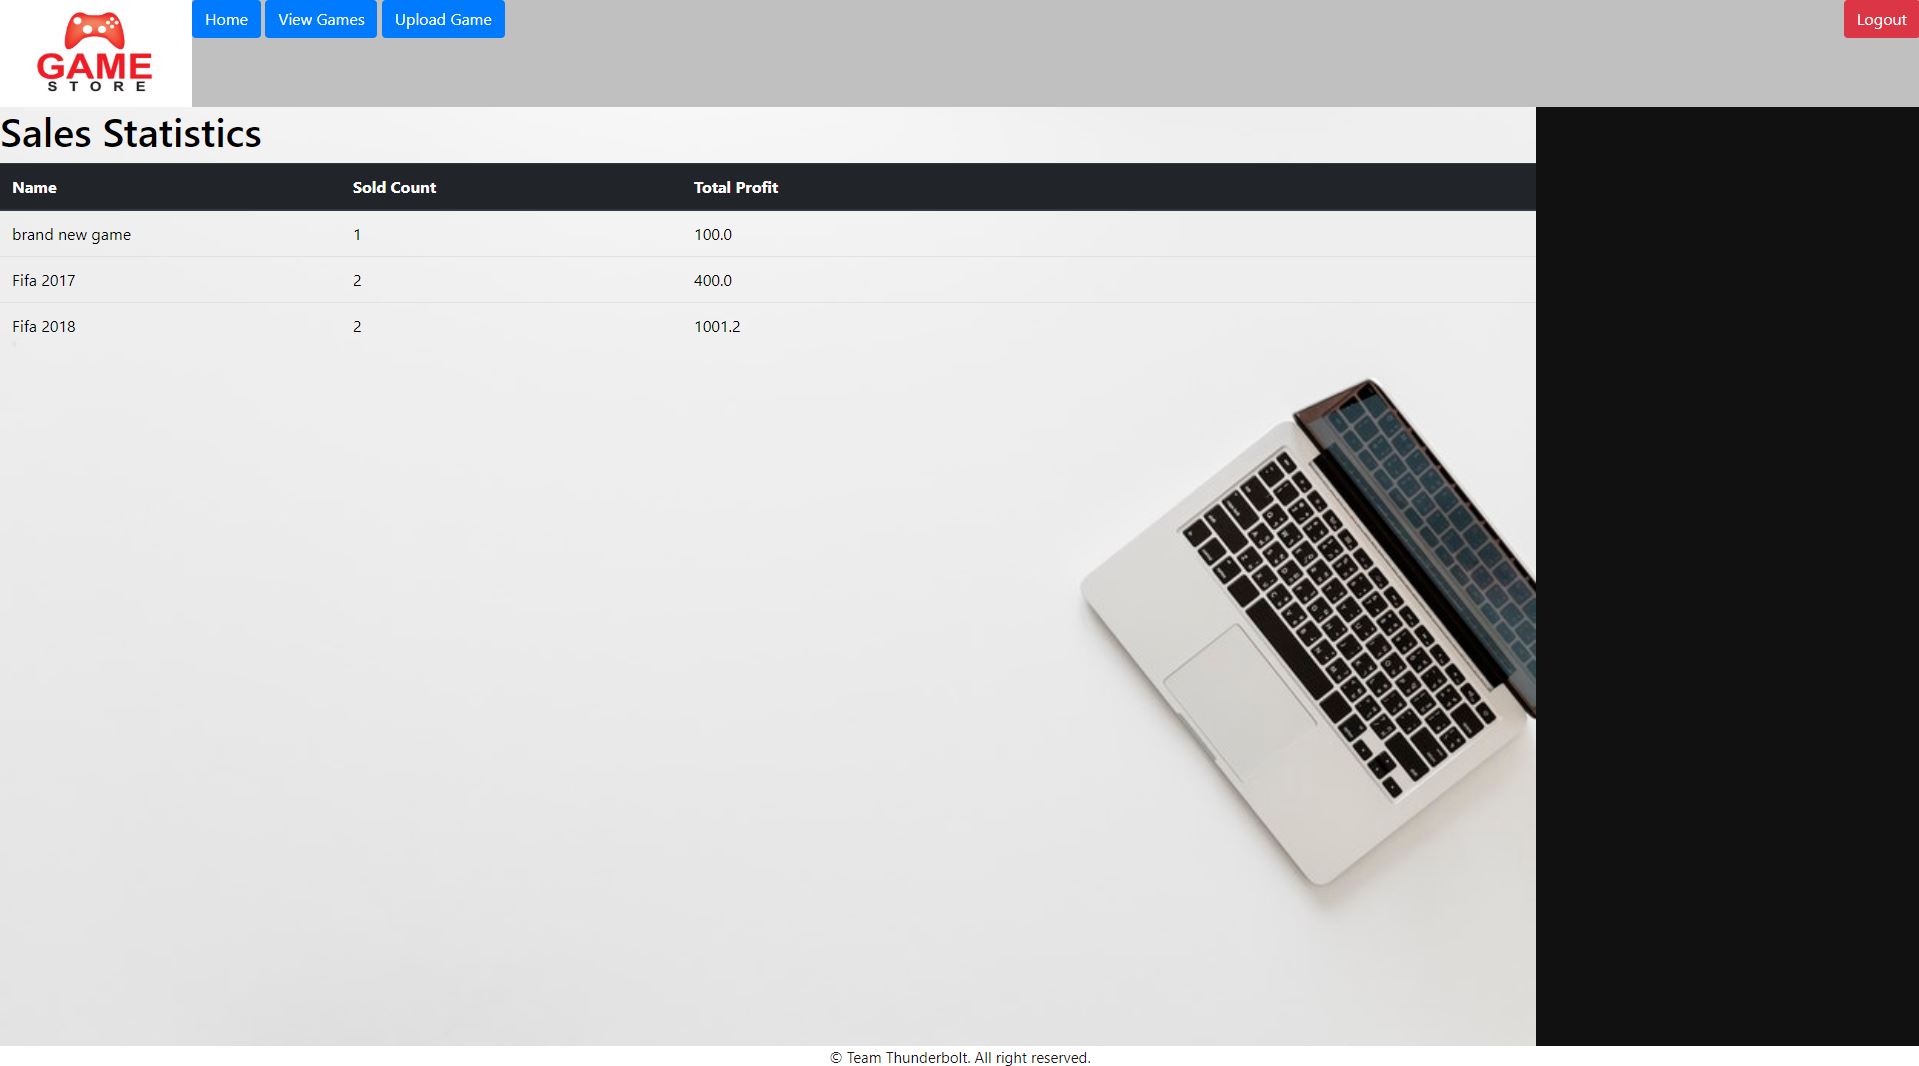 GAME
STORE
Home View Games Upload Game Logout
Sales Statistics
Name Sold Count Total Profit
brand new game 1 100.0
Fifa 2017 2 400.0
Fifa 2018 2 1001.2
© Team Thunderbolt. All right reserved.